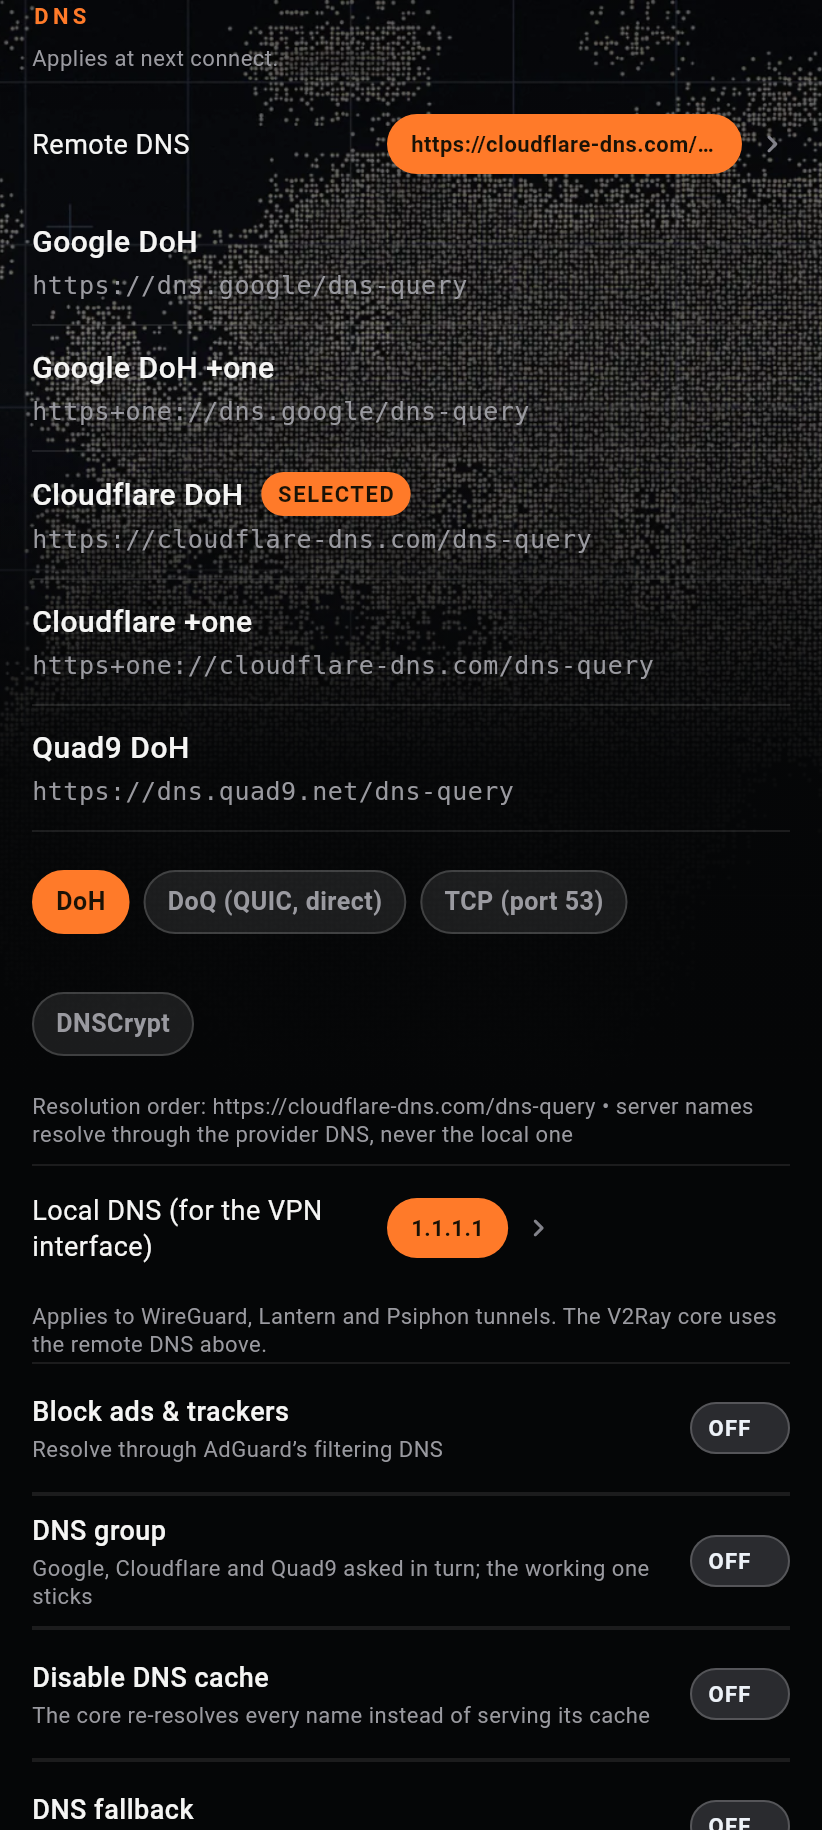 DNS
Applies at next connect.
Remote DNS
https://cloudflare-dns.com/…
Google DoH
https://dns.google/dns-query
Google DoH +one
https+one://dns.google/dns-query
Cloudflare DoH SELECTED
https://cloudflare-dns.com/dns-query
Cloudflare +one
https+one://cloudflare-dns.com/dns-query
Quad9 DoH
https://dns.quad9.net/dns-query
DoH DoQ (QUIC, direct) TCP (port 53)
DNSCrypt
Resolution order: https://cloudflare-dns.com/dns-query • server names
resolve through the provider DNS, never the local one
Local DNS (for the VPN
interface)
1.1.1.1
Applies to WireGuard, Lantern and Psiphon tunnels. The V2Ray core uses
the remote DNS above.
Block ads & trackers
Resolve through AdGuard’s filtering DNS
OFF
DNS group
Google, Cloudflare and Quad9 asked in turn; the working one
sticks
OFF
Disable DNS cache
The core re-resolves every name instead of serving its cache
OFF
DNS fallback
OFF